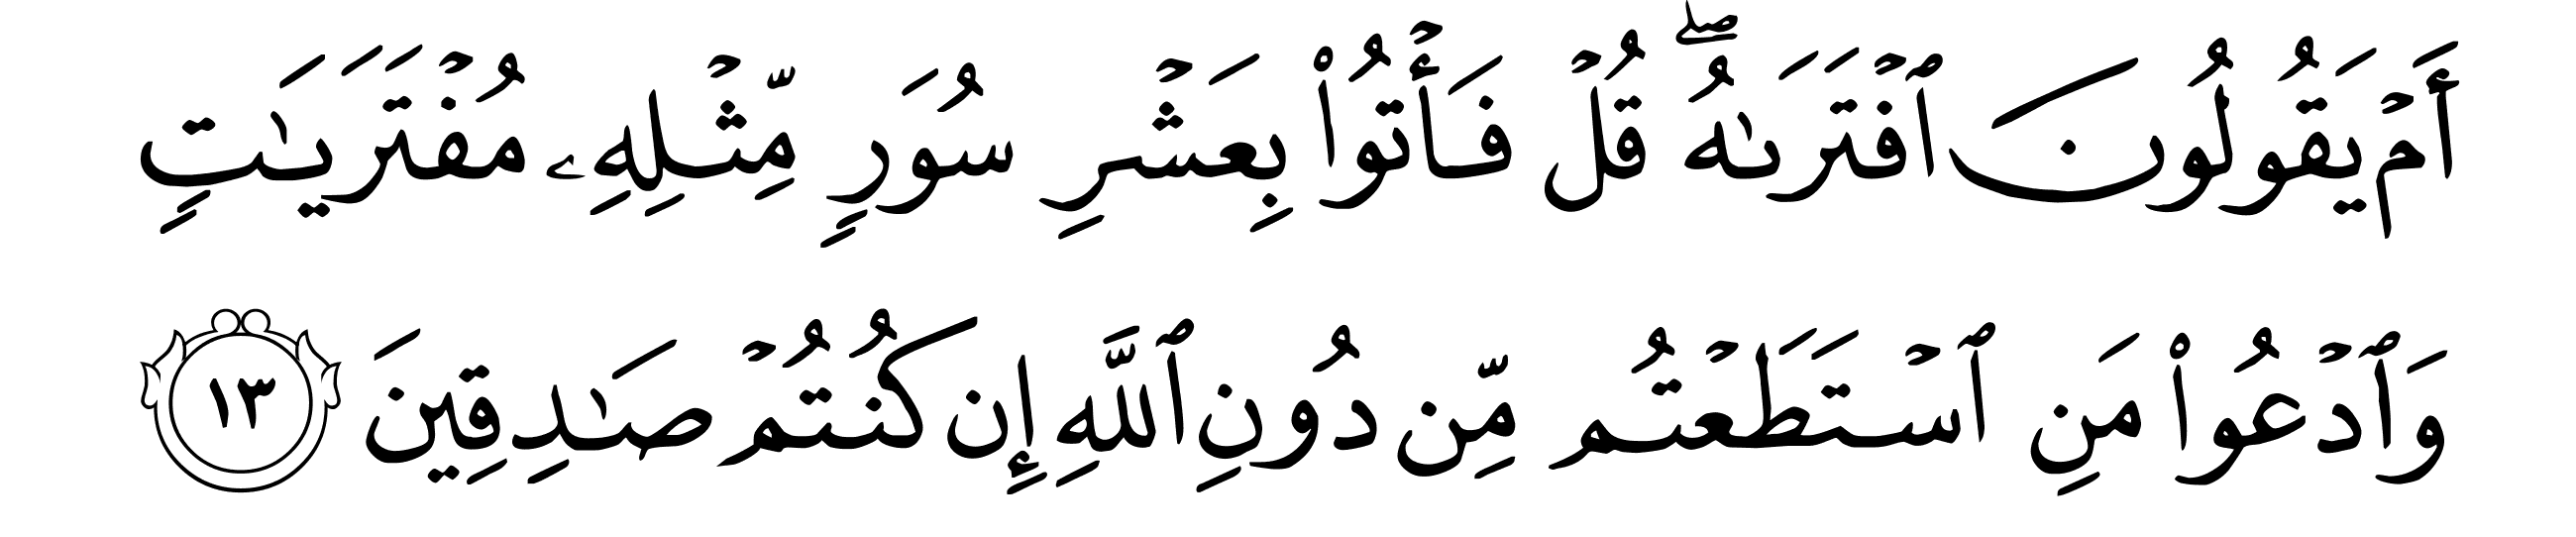 أَمۡ يَقُولُونَ ٱفۡتَرَىٰهُۖ قُلۡ فَأۡتُواْ بِعَشۡرِ سُوَرٖ مِّثۡلِهِۦ مُفۡتَرَيَٰتٖ
وَٱدۡعُواْ مَنِ ٱسۡتَطَعۡتُم مِّن دُونِ ٱللَّهِ إِن كُنتُمۡ صَٰدِقِينَ ١٣